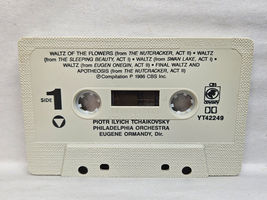 WALTZ OF THE FLOWERS (from THE NUTCRACKER, ACT II) • WALTZ
(from THE SLEEPING BEAUTY, ACT I) • WALTZ (from SWAN LAKE, ACT I) •
WALTZ (from EUGEN ONEGIN, ACT II) • FINAL WALTZ AND
APOTHEOSIS (from THE NUTCRACKER, ACT II)
©Compilation ℗ 1986 CBS Inc.
CBS
SIDE 1
YT42249
PIOTR ILYICH TCHAIKOVSKY
PHILADELPHIA ORCHESTRA
EUGENE ORMANDY, Dir.